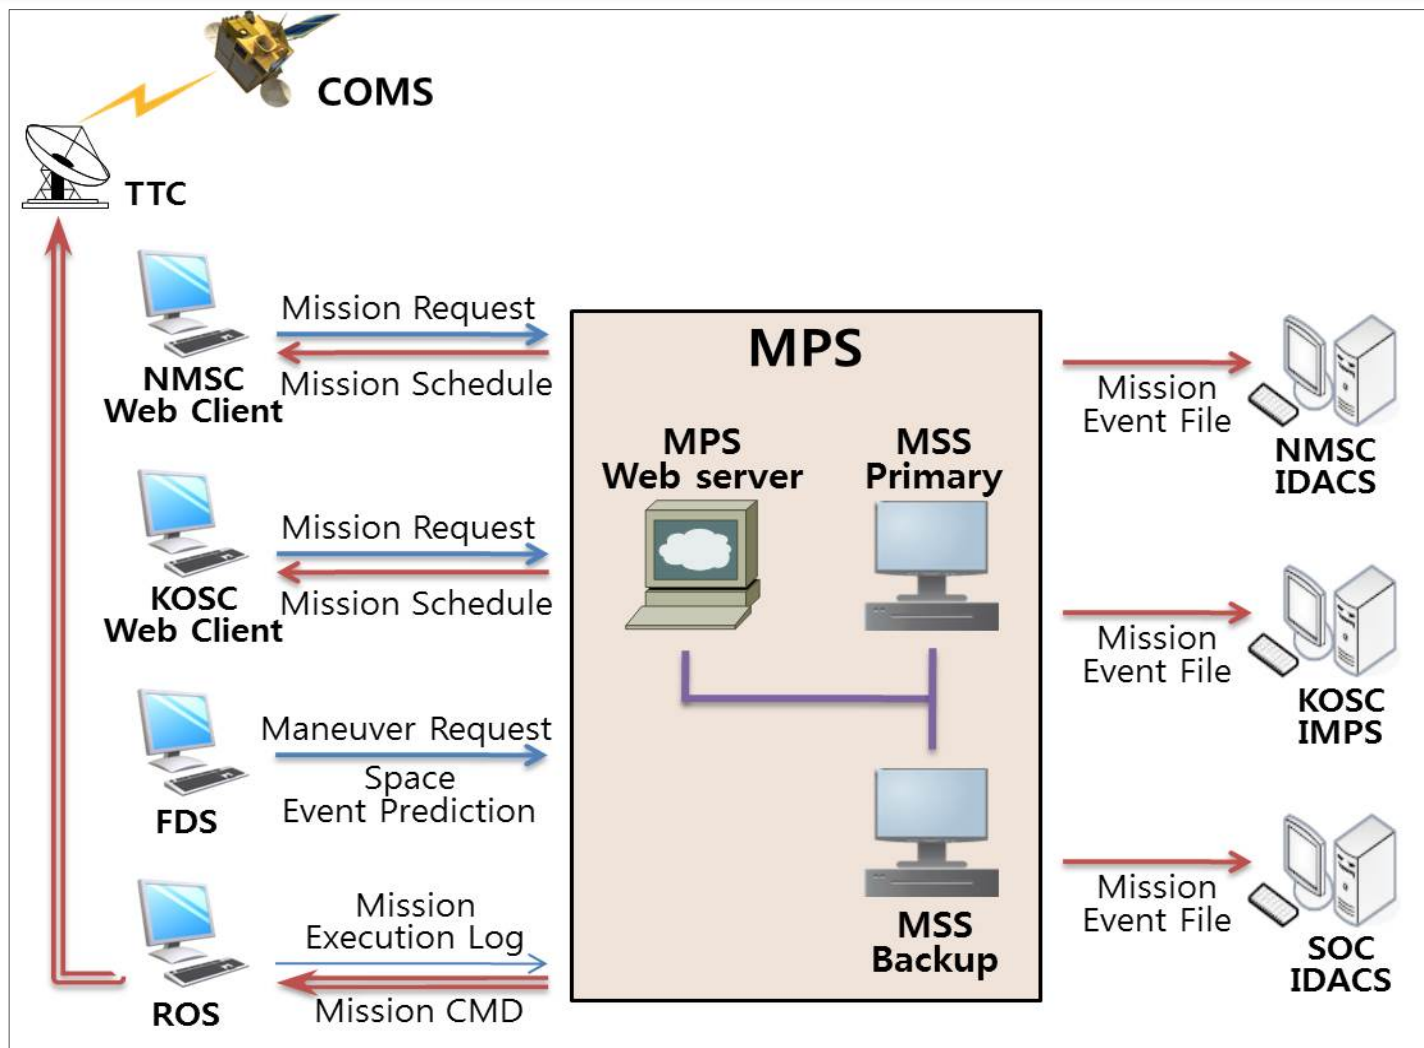 COMS
TTC
Mission Request
Mission Schedule
NMSC
Web Client
Mission Request
Mission Schedule
KOSC
Web Client
Maneuver Request
Space
Event Prediction
FDS
Mission
Execution Log
Mission CMD
ROS
MPS
MPS
Web server
MSS
Primary
MSS
Backup
Mission
Event File
NMSC
IDACS
Mission
Event File
KOSC
IMPS
Mission
Event File
SOC
IDACS